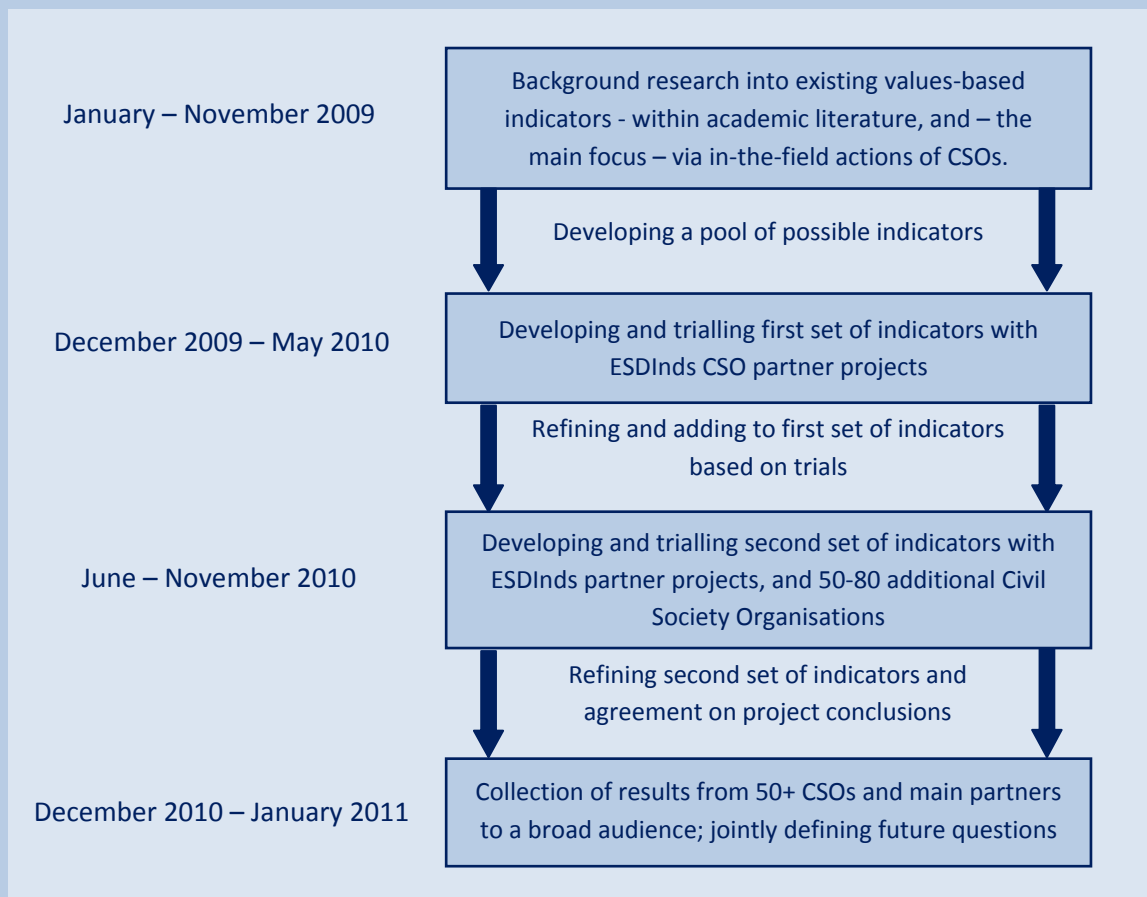 January – November 2009
Background research into existing values-based
indicators - within academic literature, and – the
main focus – via in-the-field actions of CSOs.
Developing a pool of possible indicators
December 2009 – May 2010
Developing and trialling first set of indicators with
ESDInds CSO partner projects
Refining and adding to first set of indicators
based on trials
June – November 2010
Developing and trialling second set of indicators with
ESDInds partner projects, and 50-80 additional Civil
Society Organisations
Refining second set of indicators and
agreement on project conclusions
December 2010 – January 2011
Collection of results from 50+ CSOs and main partners
to a broad audience; jointly defining future questions